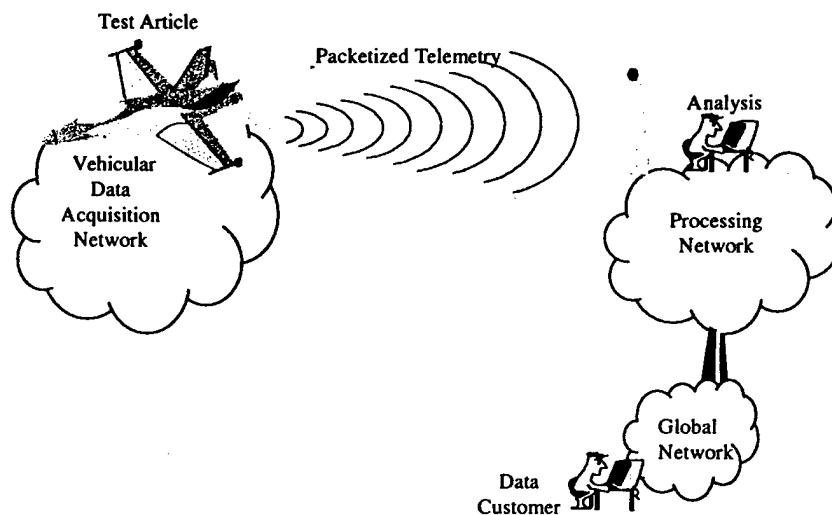 Test Article
Packetized Telemetry
Analysis
Vehicular
Data
Acquisition
Network
Processing
Network
Global
Network
Data
Customer